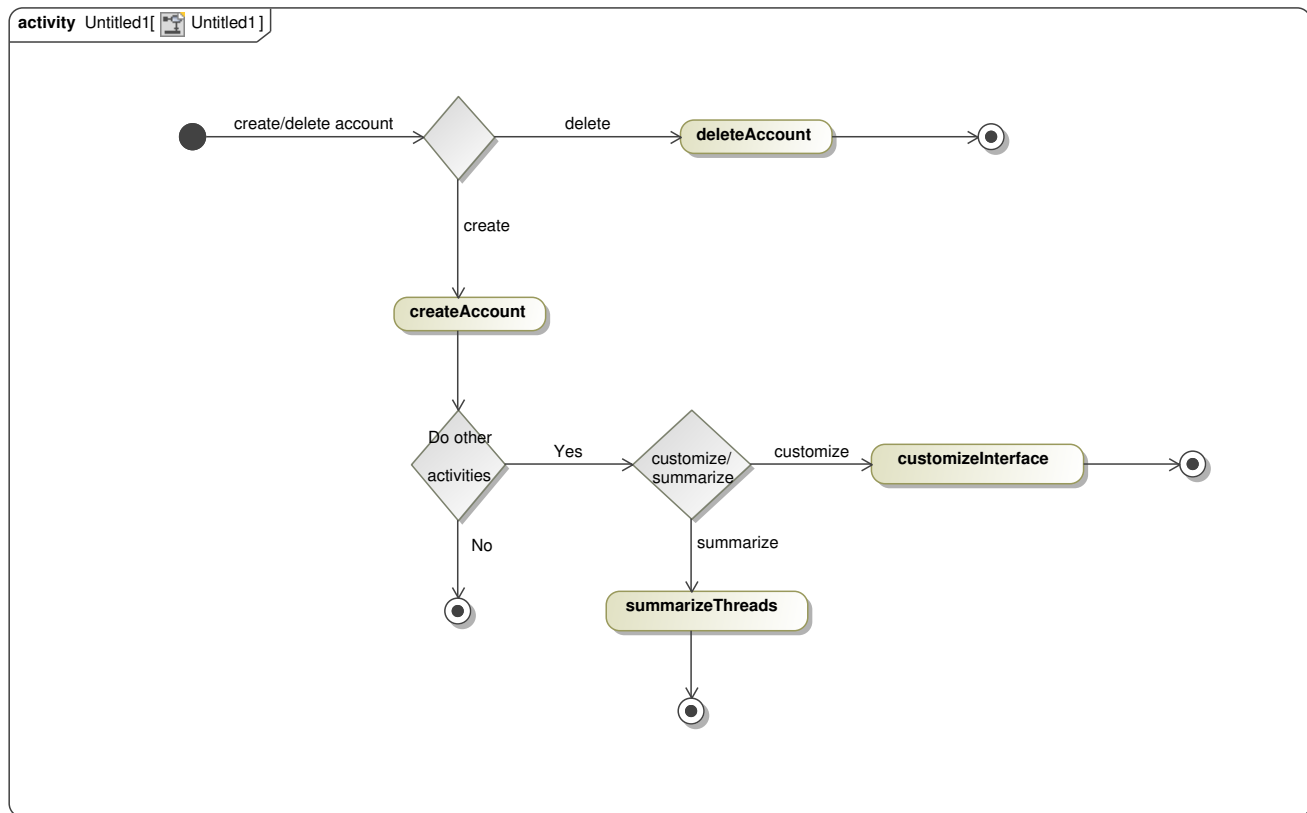 activity Untitled1[ Untitled1 ]
create/delete account
delete
deleteAccount
create
createAccount
Do other
activities
Yes
customize/
summarize
customize
customizeInterface
No
summarize
summarizeThreads